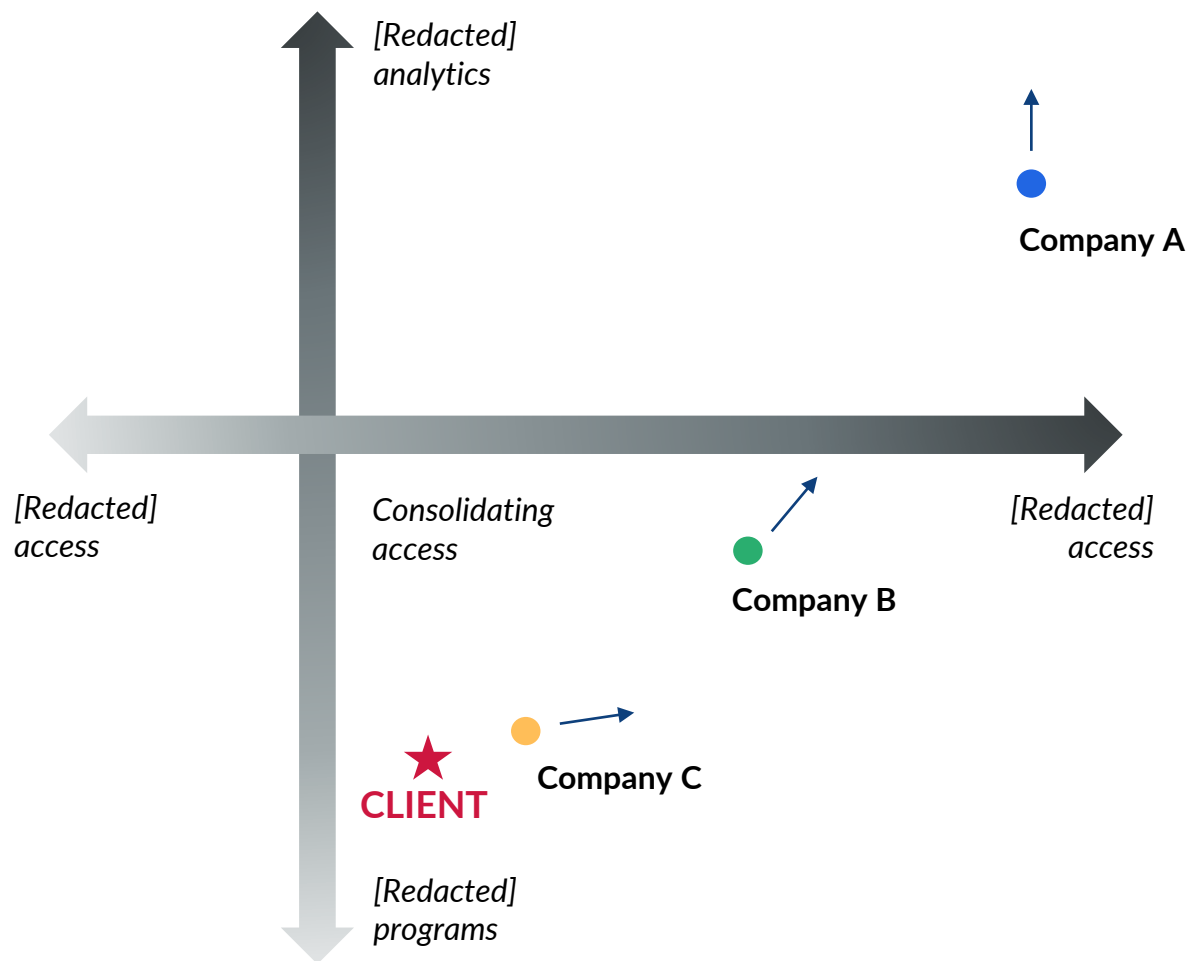 [Redacted]
analytics
Company A
[Redacted]
access
Consolidating
access
[Redacted]
access
Company B
Company C
CLIENT
[Redacted]
programs